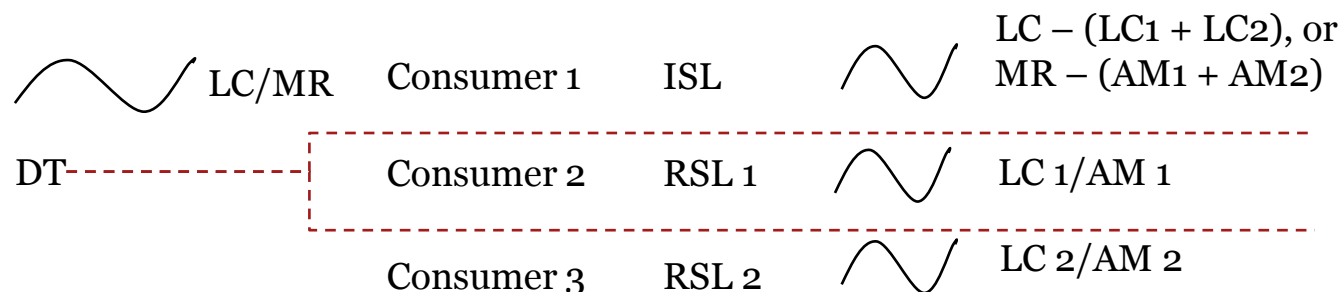 LC – (LC1 + LC2), or
LC/MR Consumer 1 ISL MR – (AM1 + AM2)
DT Consumer 2 RSL 1 LC 1/AM 1
Consumer 3 RSL 2 LC 2/AM 2